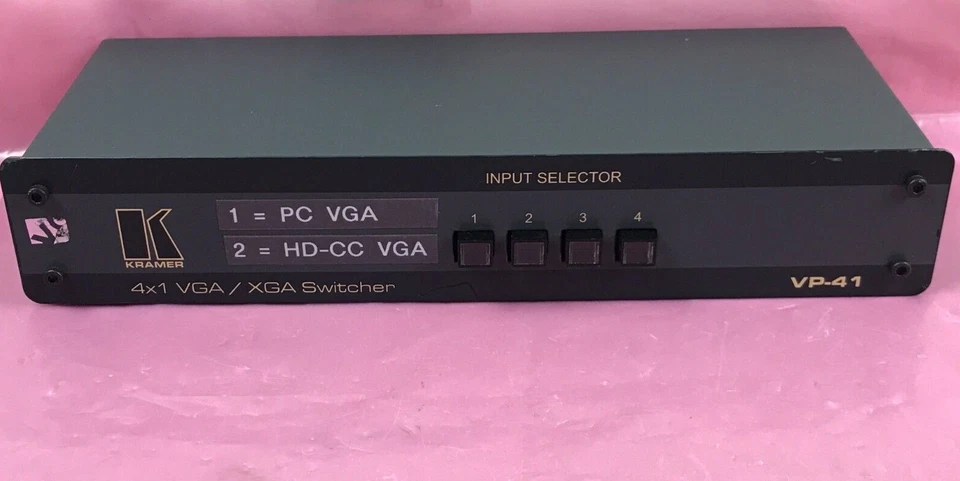 INPUT SELECTOR
1 = PC VGA
2 = HD-CC VGA
1 2 3 4
K
KRAMER
4x1 VGA / XGA Switcher
VP-41